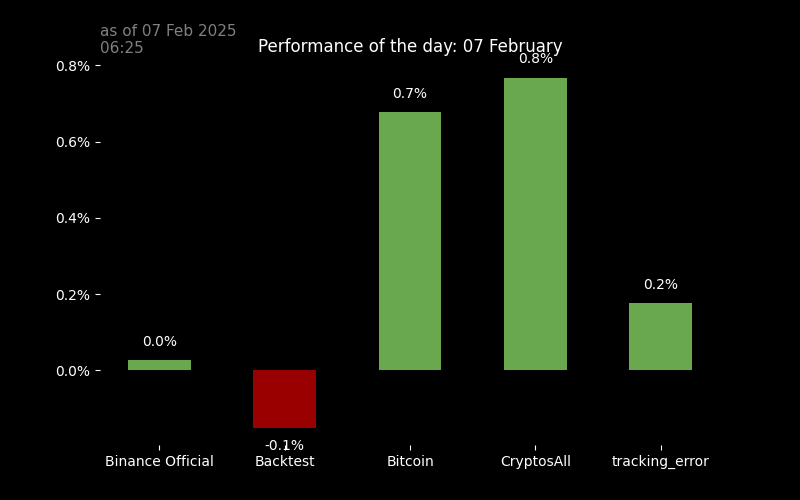 as of 07 Feb 2025
06:25
Performance of the day: 07 February
0.8%
0.6%
0.4%
0.2%
0.0%
0.0%
-0.1%
0.7%
0.8%
0.2%
Binance Official
Backtest
Bitcoin
CryptosAll
tracking_error